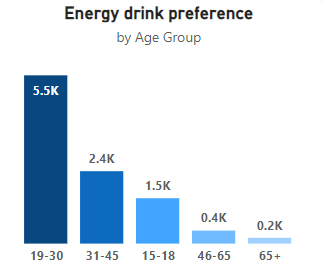 Energy drink preference
by Age Group
5.5K
2.4K
1.5K
0.4K
0.2K
19-30 31-45 15-18 46-65 65+